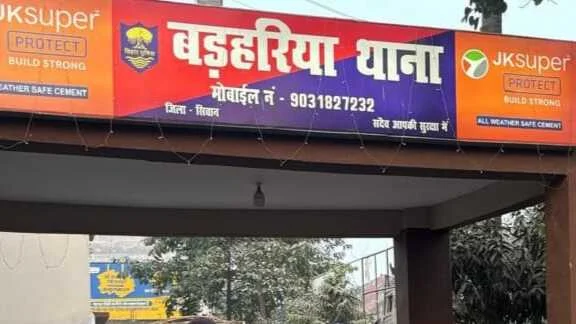 JKsuper
PROTECT
BUILD STRONG
WEATHER SAFE CEMENT
बिहार पुलिस
बड़हरिया थाना
मोबाईल नं - 9031827232
जिला - सिवान
सदैव आपकी सुरक्षा में
JKsuper
PROTECT
BUILD STRONG
ALL WEATHER SAFE CEMENT